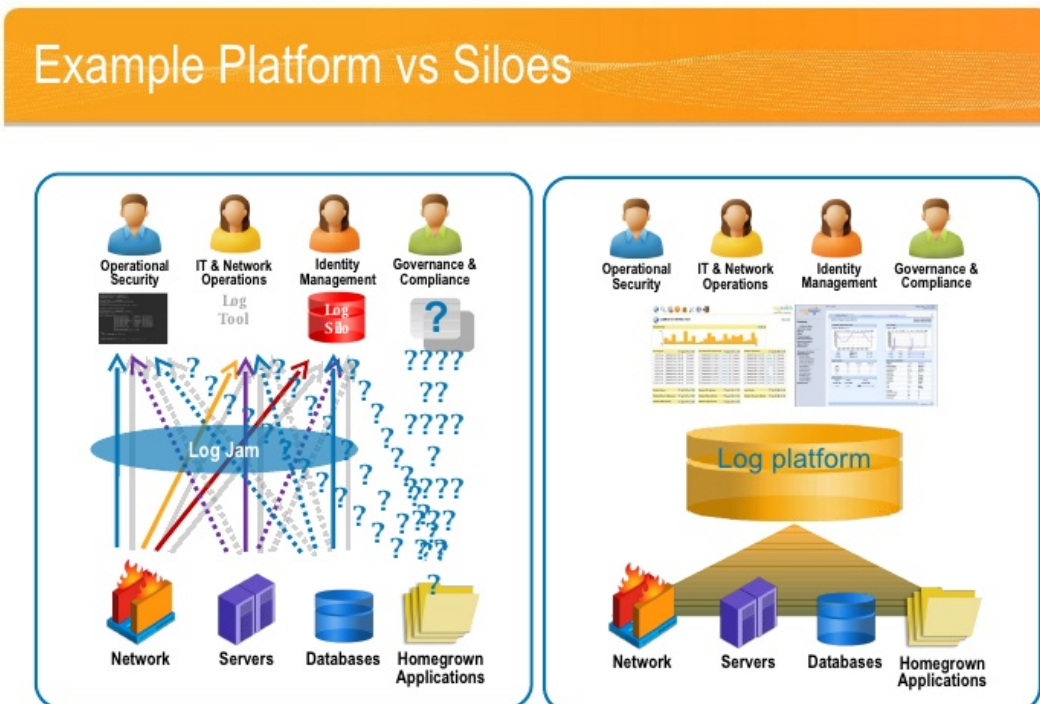 Example Platform vs Siloes
Operational
Security
IT & Network
Operations
Identity
Management
Governance &
Compliance
Log
Tool
Log
Silo
?
????
??
????
?
Log Jam
Network
Servers
Databases
Homegrown
Applications
Operational
Security
IT & Network
Operations
Identity
Management
Governance &
Compliance
Log platform
Network
Servers
Databases
Homegrown
Applications